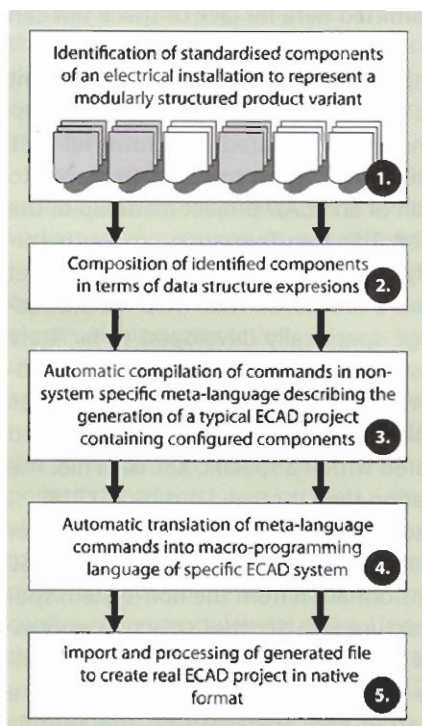 Identification of standardised components
of an electrical installation to represent a
modularly structured product variant
1.
Composition of identified components
in terms of data structure expresions
2.
Automatic compilation of commands in non-
system specific meta-language describing the
generation of a typical ECAD project
containing configured components
3.
Automatic translation of meta-language
commands into macro-programming
language of specific ECAD system
4.
Import and processing of generated file
to create real ECAD project in native
format
5.